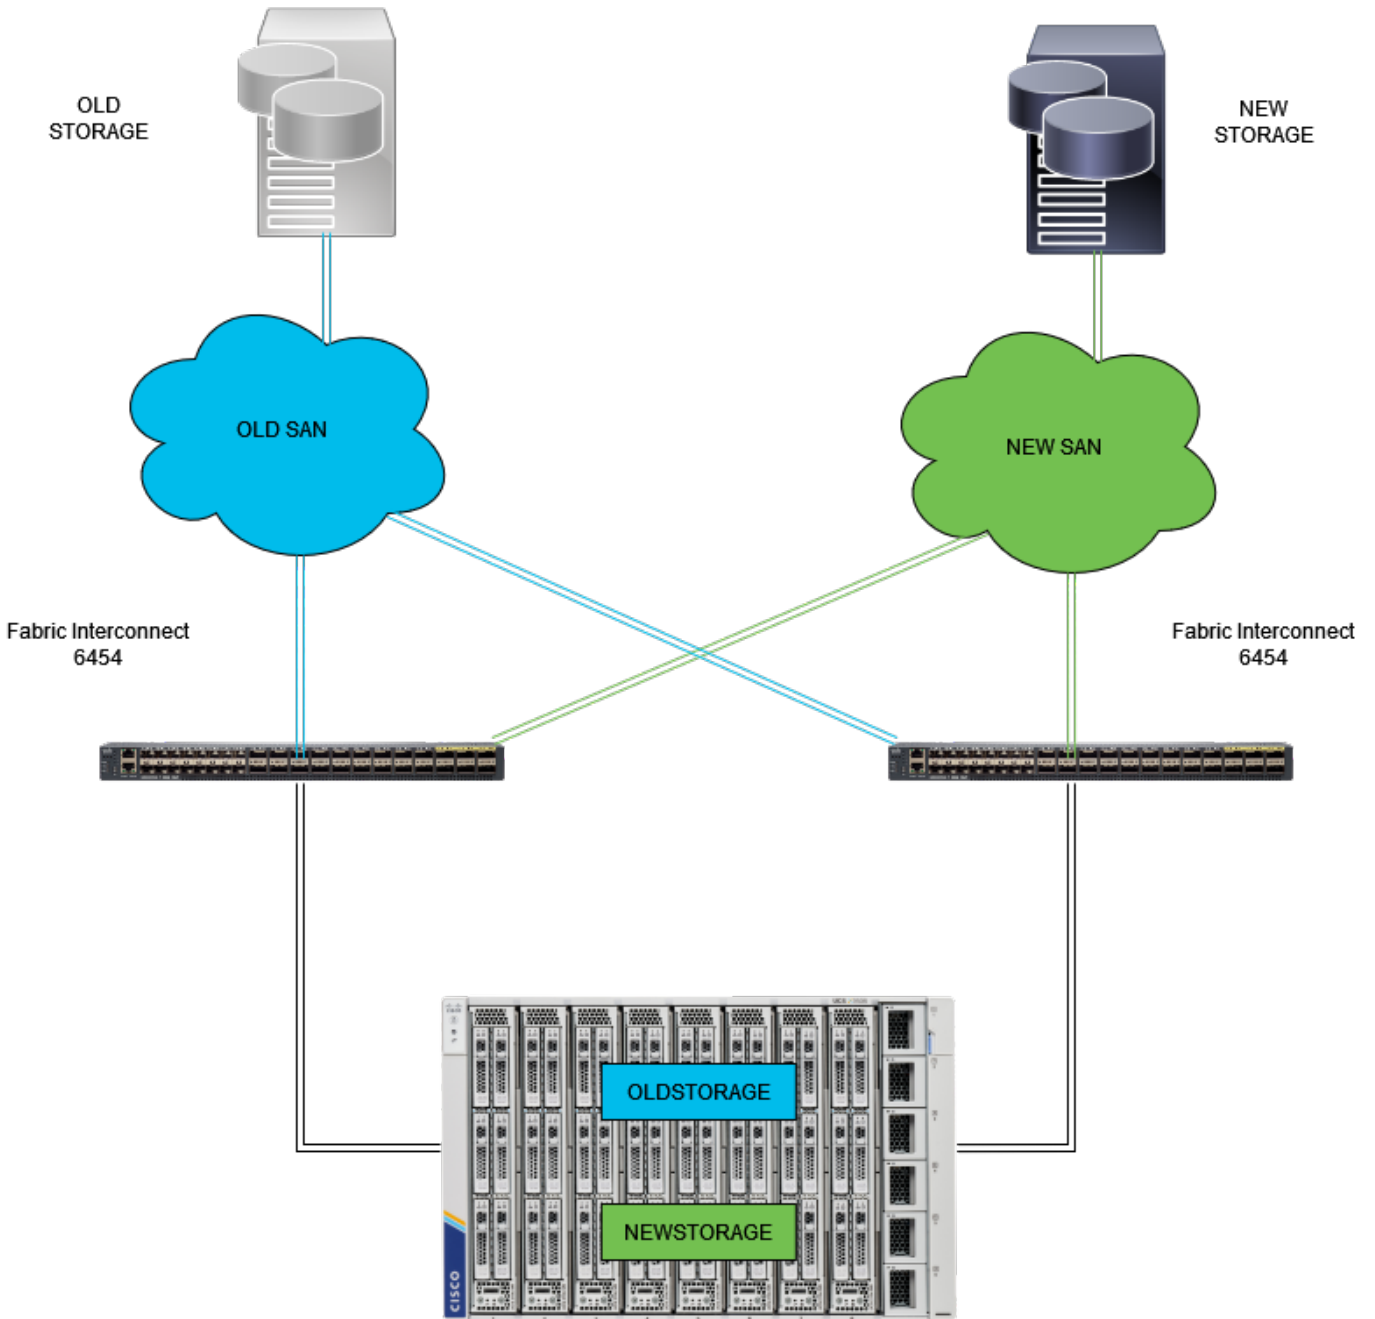 OLD
STORAGE
NEW
STORAGE
OLD SAN
NEW SAN
Fabric Interconnect
6454
Fabric Interconnect
6454
OLDSTORAGE
NEWSTORAGE
CISCO